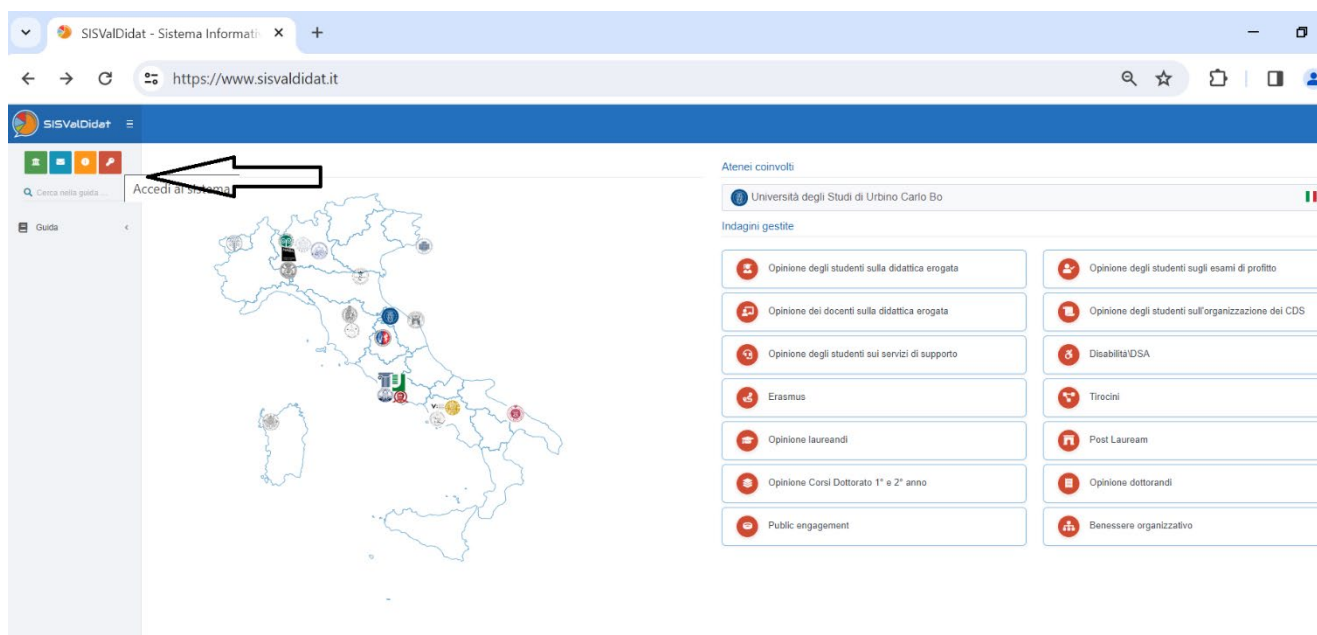 SISValDidat - Sistema Informati
https://www.sisvaldidat.it
SISValDidat
Cerca nella guida ...
Accedi al sistema
Guida
Atenei coinvolti
Università degli Studi di Urbino Carlo Bo
Indagini gestite
Opinione degli studenti sulla didattica erogata
Opinione degli studenti sugli esami di profitto
Opinione dei docenti sulla didattica erogata
Opinione degli studenti sull'organizzazione dei CDS
Opinione degli studenti sui servizi di supporto
Disabilità\DSA
Erasmus
Tirocini
Opinione laureandi
Post Lauream
Opinione Corsi Dottorato 1° e 2° anno
Opinione dottorandi
Public engagement
Benessere organizzativo